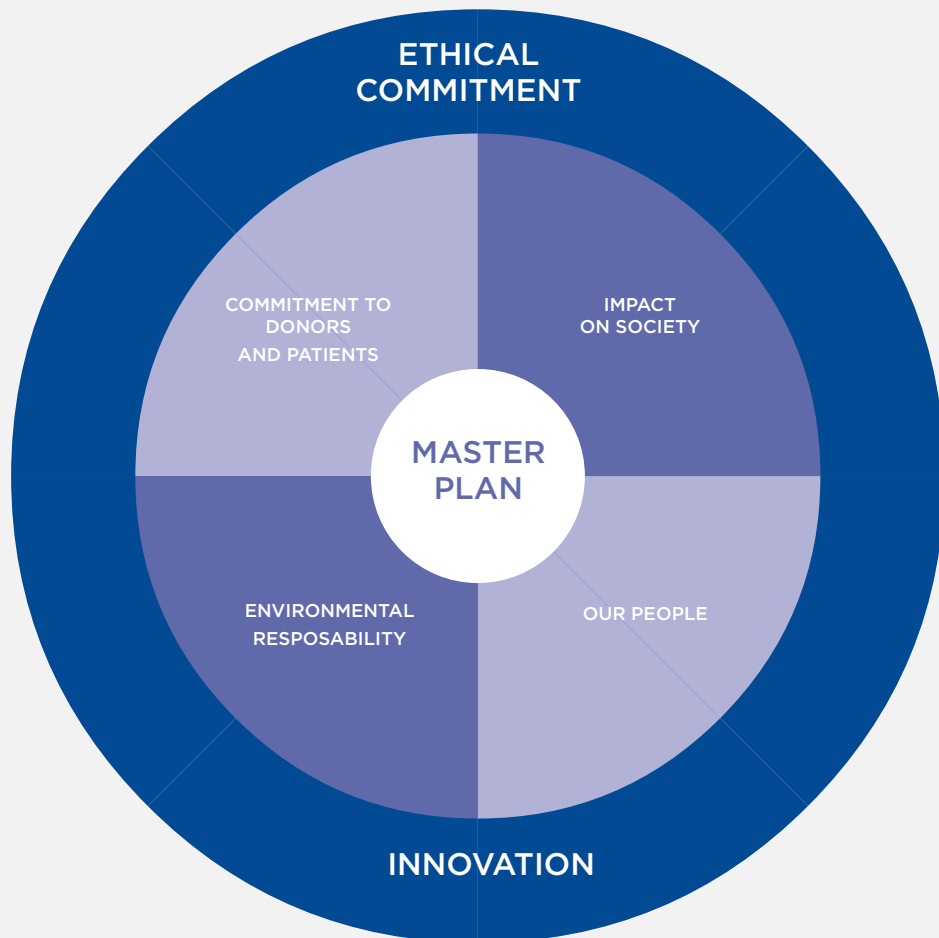 ETHICAL
COMMITMENT
COMMITMENT TO
DONORS
AND PATIENTS
IMPACT
ON SOCIETY
MASTER
PLAN
ENVIRONMENTAL
RESPOSABILITY
OUR PEOPLE
INNOVATION